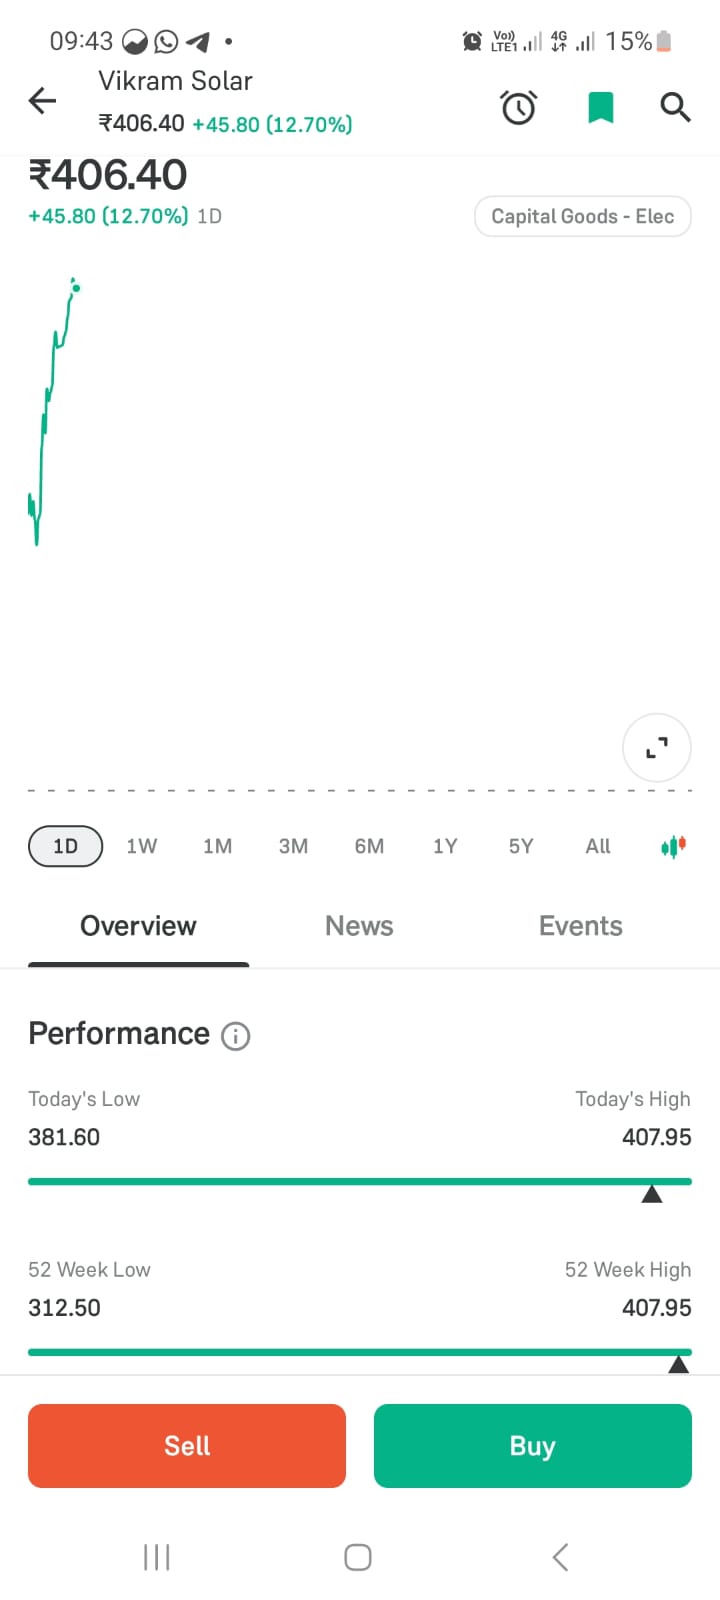 09:43 Vo)) LTE1 4G 15%
Vikram Solar
₹406.40 +45.80 (12.70%)
₹406.40
+45.80 (12.70%) 1D
Capital Goods - Elec
1D 1W 1M 3M 6M 1Y 5Y All
Overview News Events
Performance
Today's Low Today's High
381.60 407.95
52 Week Low 52 Week High
312.50 407.95
Sell Buy